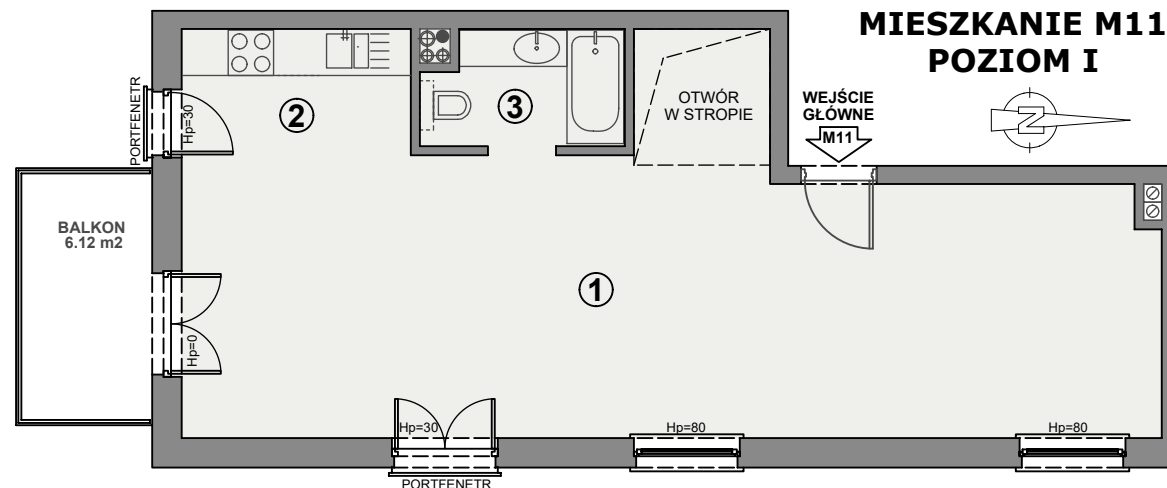 MIESZKANIE M11
POZIOM I
N
WEJŚCIE
GŁÓWNE
M11
OTWÓR
W STROPIE
PORTFENETR
Hp=30
2
3
BALKON
6.12 m2
1
Hp=0
Hp=30
Hp=80
Hp=80
PORTFENETR